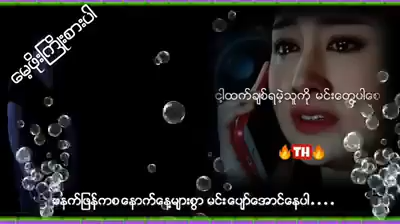 မေ့ဖို့ကြိုးစားပါ
ငါ့ထက်ချစ်ရမဲ့သူကို မင်းတွေ့ပါစေ
🔥TH🔥
မနက်ဖြန်ကစနောက်နေ့များစွာ မင်းပျော်အောင်နေပါ....